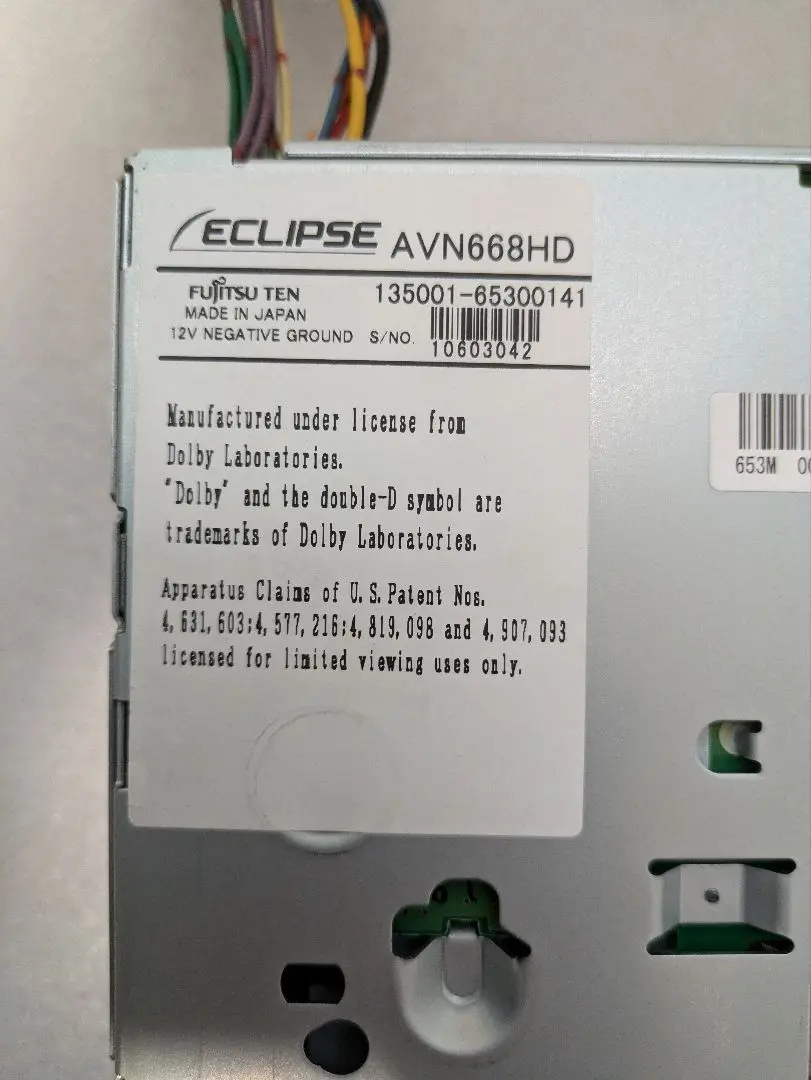 ECLIPSE AVN668HD
FUJITSU TEN 135001-65300141
MADE IN JAPAN
12V NEGATIVE GROUND S/NO.
10603042
Manufactured under license from
Dolby Laboratories.
"Dolby" and the double-D symbol are
trademarks of Dolby Laboratories.
Apparatus Claims of U.S.Patent Nos.
4,631,603;4,577,216;4,819,098 and 4,907,093
licensed for limited viewing uses only.
653M